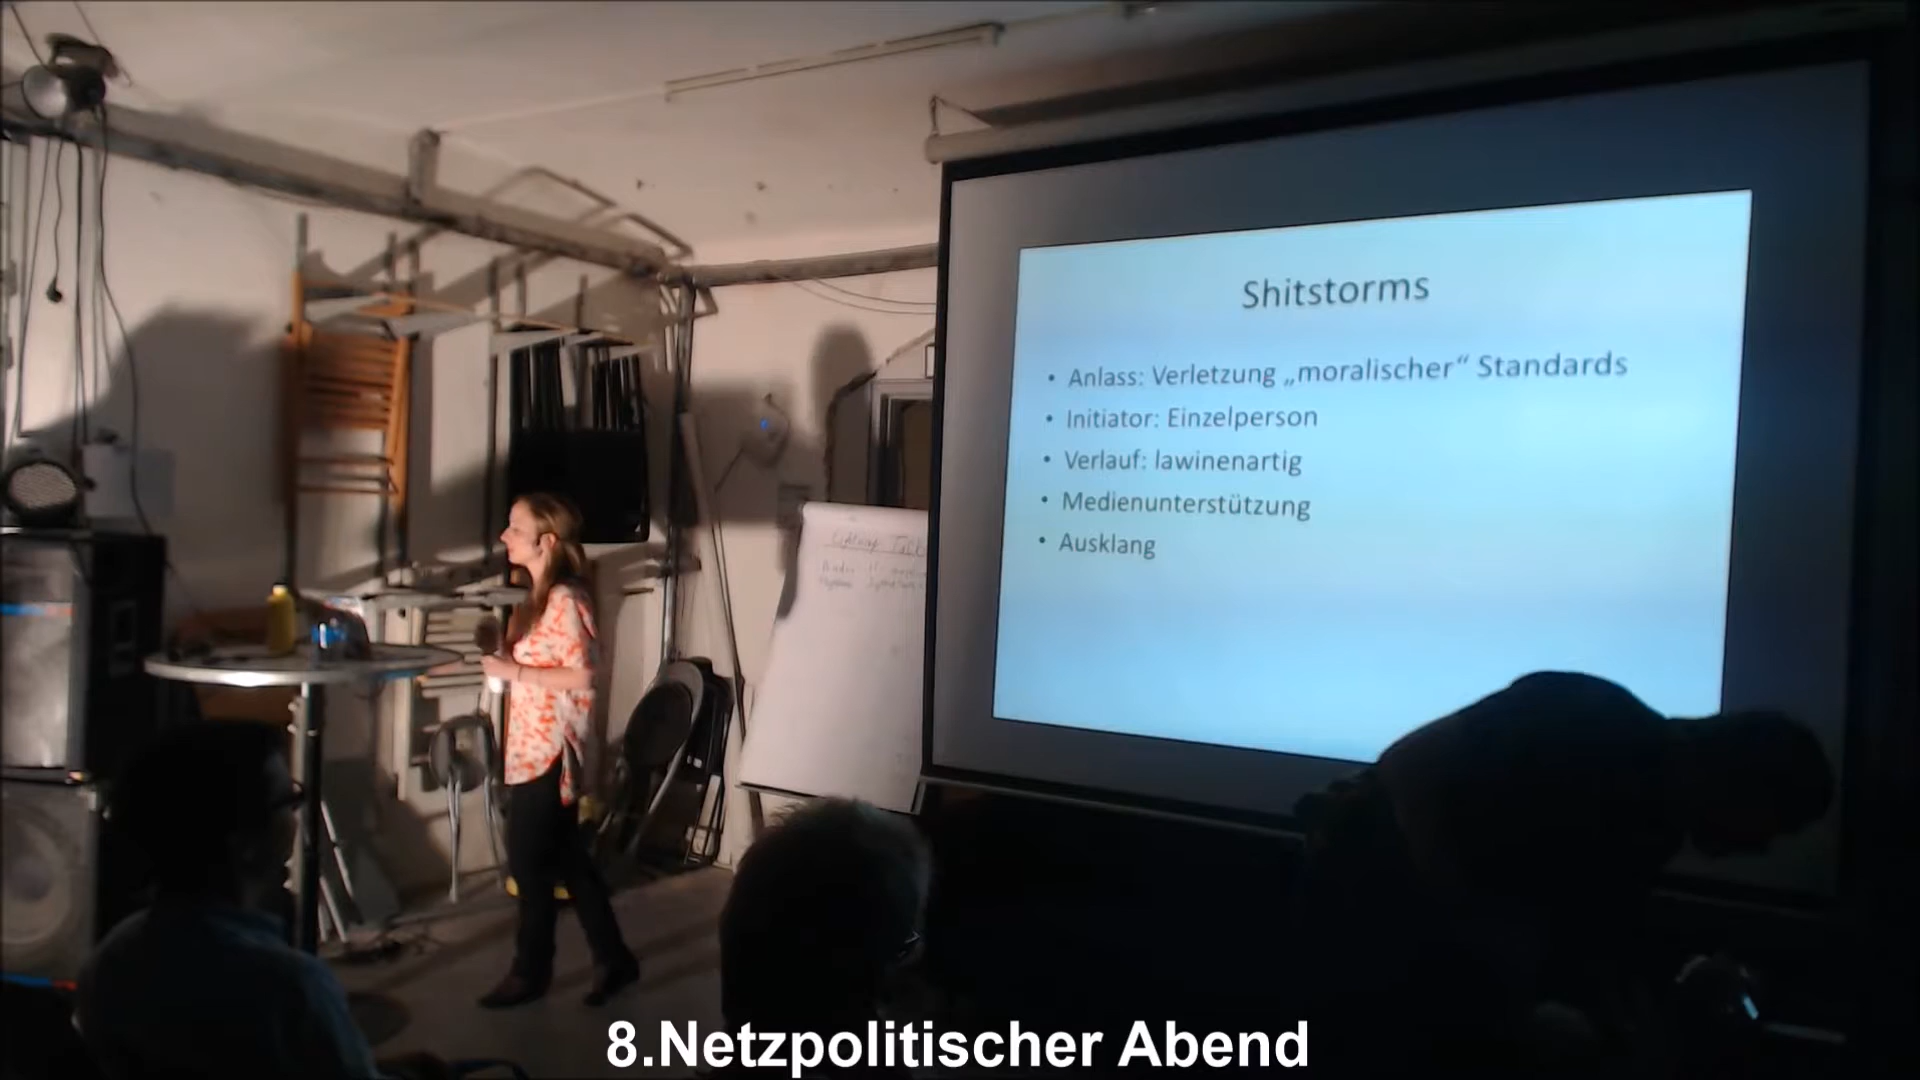 Shitstorms
• Anlass: Verletzung „moralischer“ Standards
• Initiator: Einzelperson
• Verlauf: lawinenartig
• Medienunterstützung
• Ausklang
8.Netzpolitischer Abend